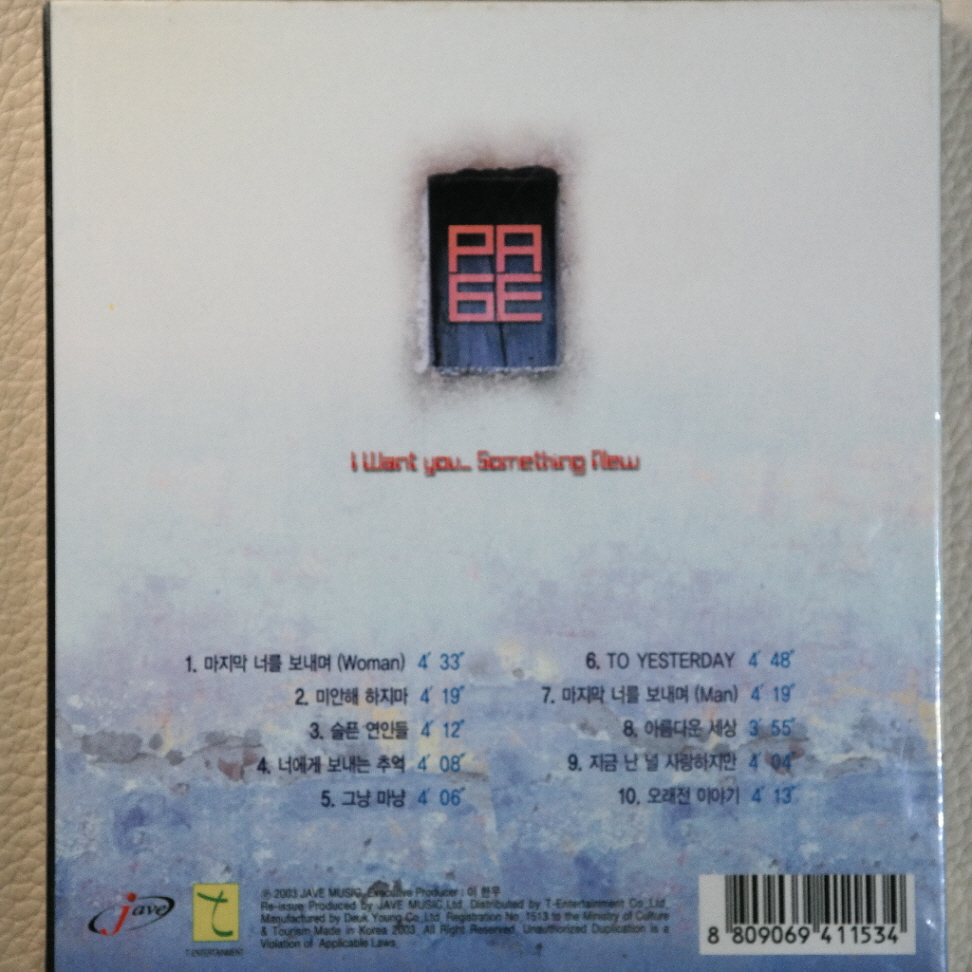 PA
GE
I Want you... Something New
1. 마지막 너를 보내며 (Woman) 4′ 33″
2. 미안해 하지마 4′ 19″
3. 슬픈 연인들 4′ 12″
4. 너에게 보내는 추억 4′ 08″
5. 그냥 마냥 4′ 06″
6. TO YESTERDAY 4′ 48″
7. 마지막 너를 보내며 (Man) 4′ 19″
8. 아름다운 세상 3′ 55″
9. 지금 난 널 사랑하지만 4′ 04″
10. 오래전 이야기 4′ 13″
jave
t
T-ENTERTAINMENT
℗ 2003 JAVE MUSIC, Executive Producer : 이 한우
Re-issue Produced by JAVE MUSIC Ltd, Distributed by T-Entertainment Co., Ltd,
Manufactured by Deuk Young Co., Ltd, Registration No, 1513 to the Ministry of Culture
& Tourism Made in Korea 2003, All Right Reserved, Unauthorized Duplication is a
Violation of Applicable Laws,
8 809069 411534